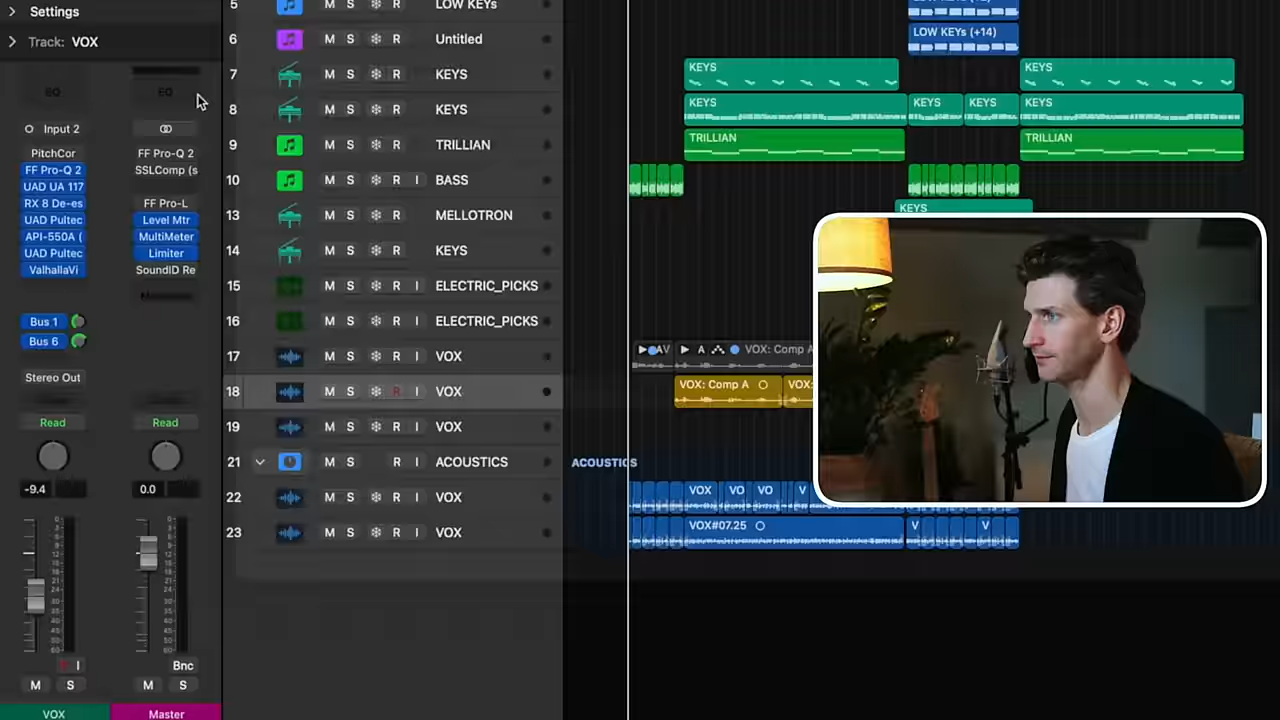 Settings
Track: VOX
EQ
EQ
Input 2
PitchCor
FF Pro-Q 2
FF Pro-Q 2
SSLComp (s
UAD UA 117
RX 8 De-es
FF Pro-L
UAD Pultec
Level Mtr
API-550A (
MultiMeter
UAD Pultec
Limiter
ValhallaVi
SoundID Re
Bus 1
Bus 6
Stereo Out
Read
Read
-9.4
0.0
I
Bnc
M S
M S
VOX
Master
5 M S R LOW KEYs
6 M S R Untitled
7 M S R KEYS
8 M S R KEYS
9 M S R TRILLIAN
10 M S R I BASS
13 M S R MELLOTRON
14 M S R KEYS
15 M S R I ELECTRIC_PICKS
16 M S R I ELECTRIC_PICKS
17 M S R I VOX
18 M S R I VOX
19 M S R I VOX
21 M S R I ACOUSTICS
22 M S R I VOX
23 M S R I VOX
LOW KEYs (+14)
KEYS KEYS
KEYS KEYS KEYS KEYS
TRILLIAN TRILLIAN
KEYS
A VOX: Comp A
VOX: Comp A VOX:
ACOUSTICS
VOX VO VO V
VOX#07.25 V V